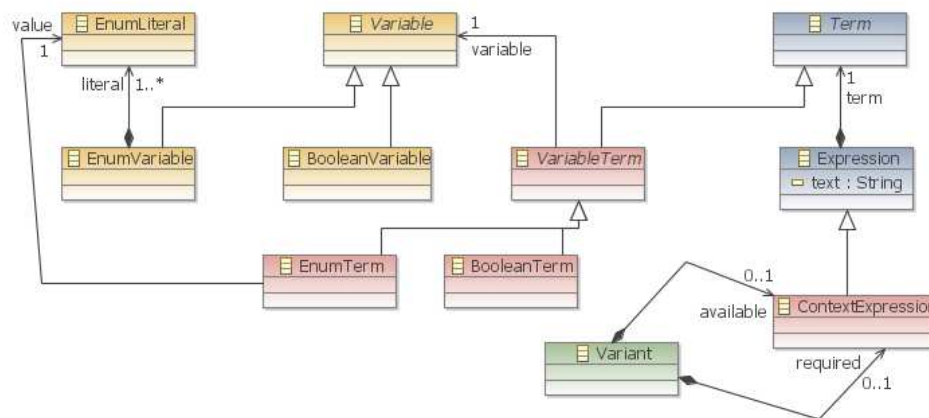 value
EnumLiteral
1
literal
1..*
Variable
1
variable
Term
1
term
EnumVariable
BooleanVariable
VariableTerm
Expression
text : String
EnumTerm
BooleanTerm
0..1
available
ContextExpression
Variant
required
0..1